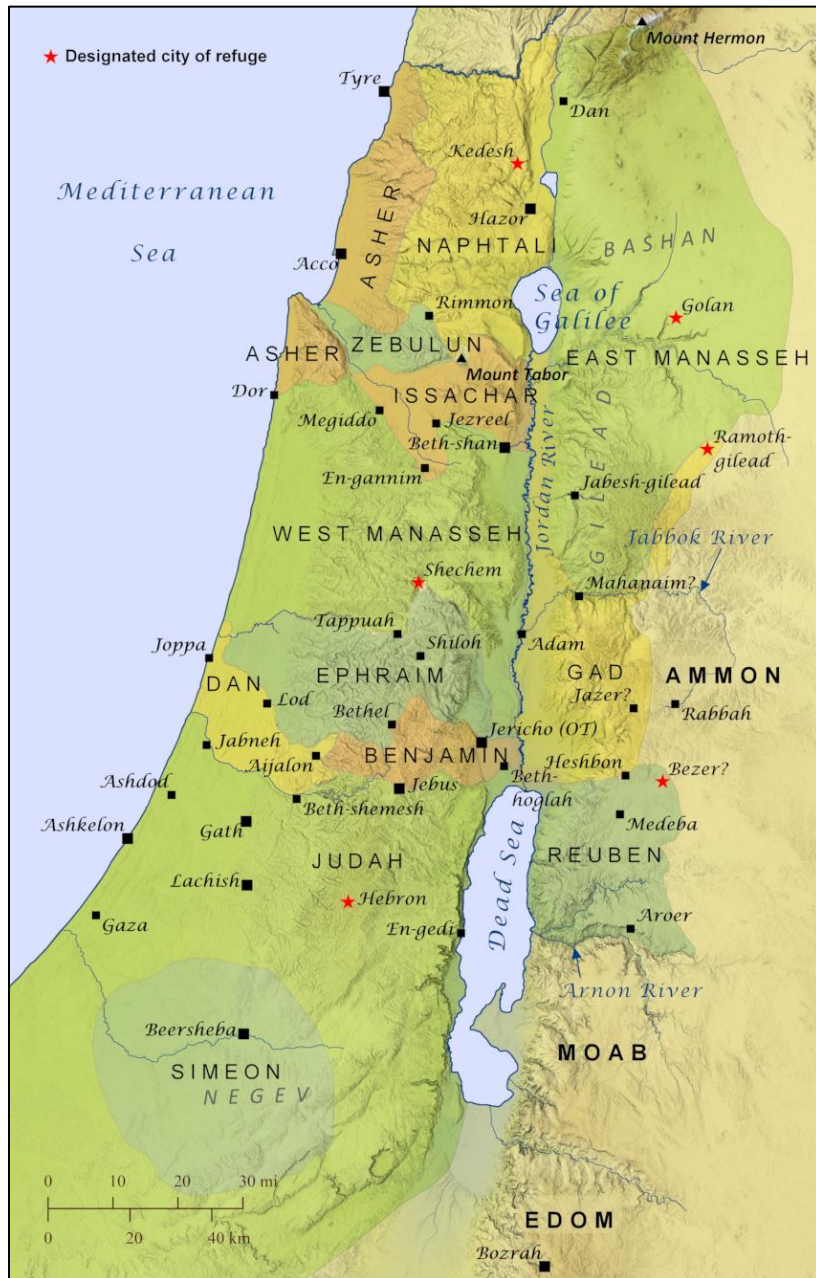 Designated city of refuge
Mount Hermon
Tyre
Dan
Kedesh
Mediterranean
Sea
ASHER
Hazor
NAPHTALI
BASHAN
Acco
Sea of
Galilee
Rimmon
Golan
ZEBULUN
ASHER
Mount Tabor
EAST MANASSEH
ISSACHAR
Dor
Megiddo
Jezreel
Beth-shan
GILEAD
Ramoth-
gilead
En-gannim
Jordan River
Jabesh-gilead
WEST MANASSEH
Jabbok River
Shechem
Mahanaim?
Tappuah
Adam
Joppa
Shiloh
EPHRAIM
GAD
AMMON
DAN
Lod
Jazer?
Rabbah
Bethel
Jericho (OT)
Jabneh
BENJAMIN
Aijalon
Heshbon
Bezer?
Beth-
hoglah
Ashdod
Jebus
Beth-shemesh
Medeba
Ashkelon
Gath
REUBEN
JUDAH
Lachish
Hebron
Dead Sea
Gaza
En-gedi
Aroer
Arnon River
Beersheba
MOAB
SIMEON
NEGEV
0 10 20 30 mi
0 20 40 km
EDOM
Bozrah